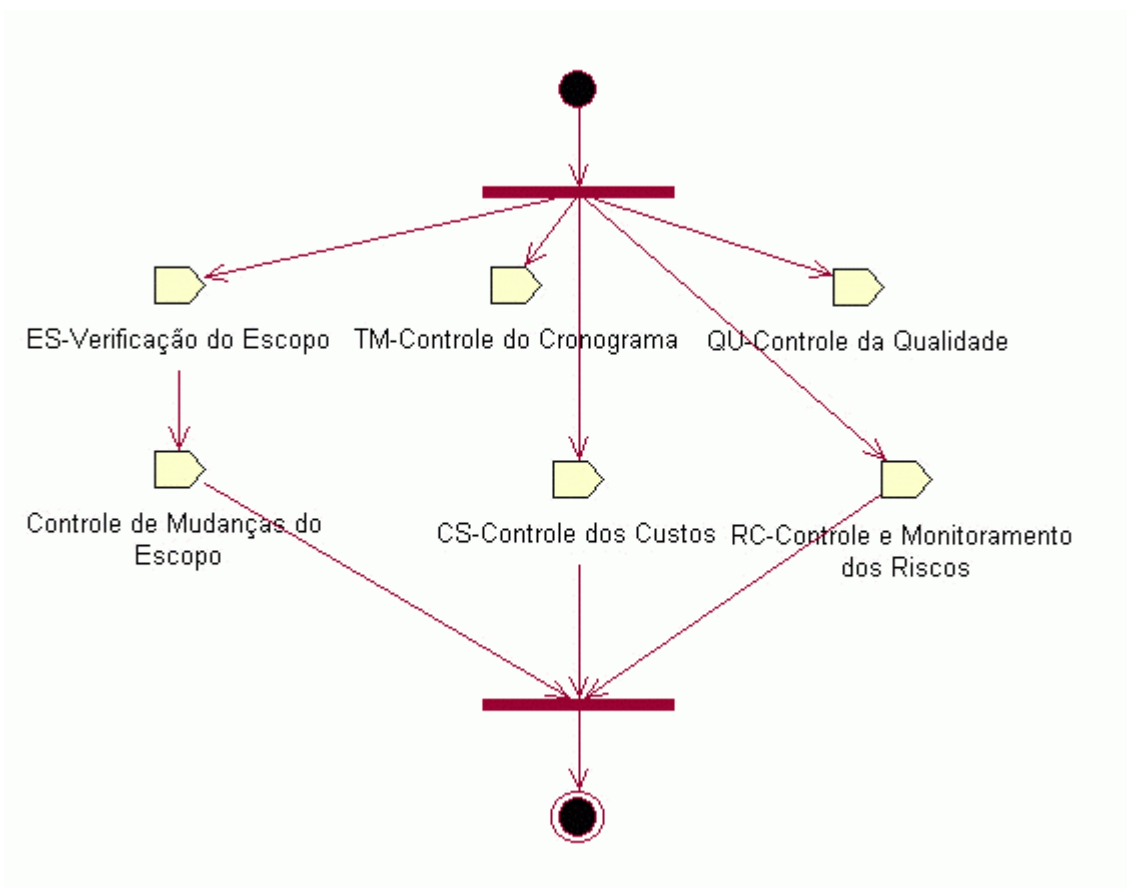 ES-Verificação do Escopo
TM-Controle do Cronograma
QU-Controle da Qualidade
Controle de Mudanças do
Escopo
CS-Controle dos Custos
RC-Controle e Monitoramento
dos Riscos